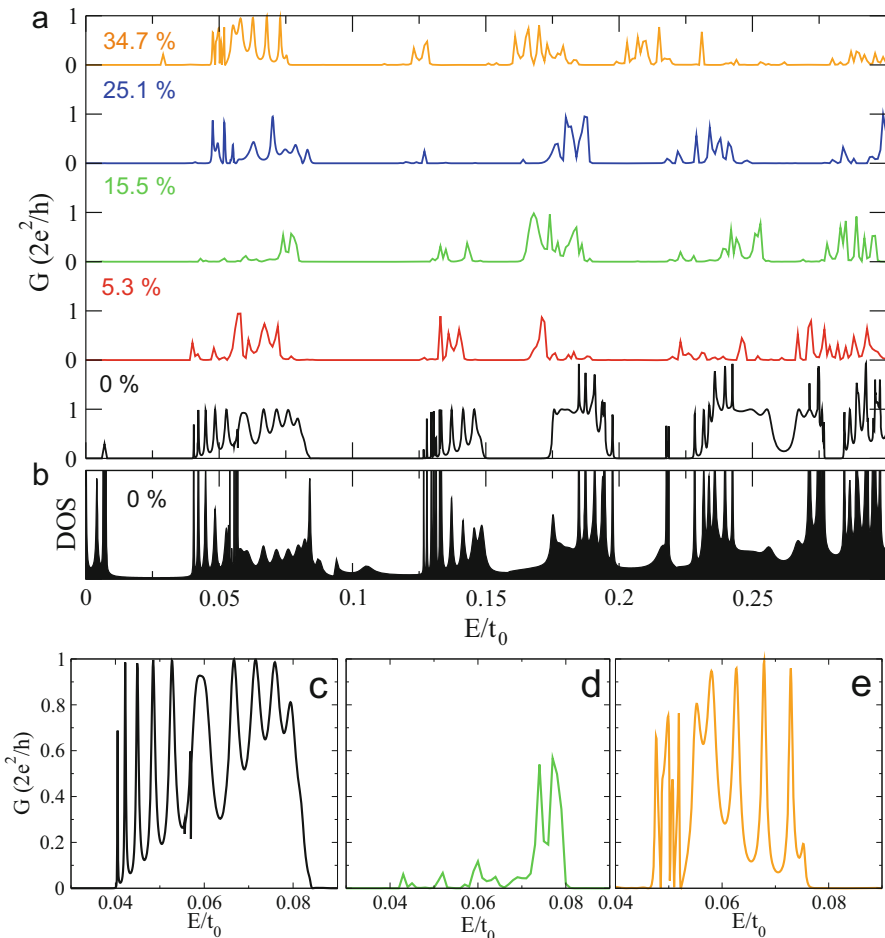 a
34.7 %
1
0
25.1 %
1
0
15.5 %
1
0
5.3 %
1
0
0 %
1
0
G (2e²/h)
b
0 %
DOS
0 0.05 0.1 0.15 0.2 0.25
E/t₀
c d e
G (2e²/h)
1
0.8
0.6
0.4
0.2
0
0.04 0.06 0.08 0.04 0.06 0.08 0.04 0.06 0.08
E/t₀ E/t₀ E/t₀